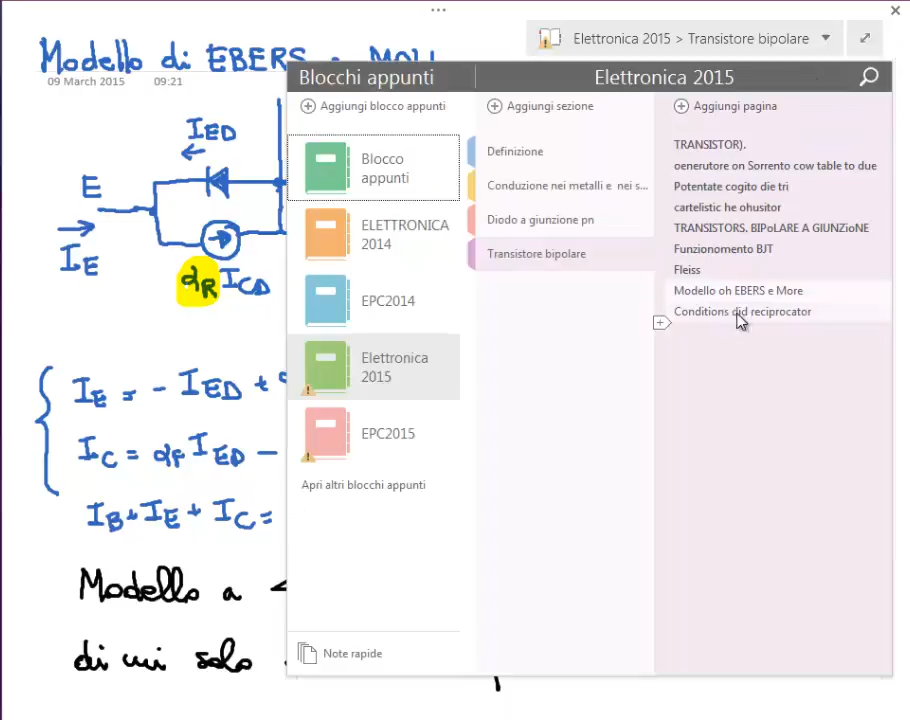 Elettronica 2015 > Transistore bipolare
Modello di EBERS e MOLL
09 March 2015 09:21
Blocchi appunti
Elettronica 2015
Aggiungi blocco appunti
Aggiungi sezione
Aggiungi pagina
Blocco
appunti
ELETTRONICA
2014
EPC2014
Elettronica
2015
EPC2015
Apri altri blocchi appunti
Note rapide
Definizione
Conduzione nei metalli e nei s...
Diodo a giunzione pn
Transistore bipolare
TRANSISTOR).
oenerutore on Sorrento cow table to due
Potentate cogito die tri
cartelistic he ohusitor
TRANSISTORS. BIPoLARE A GIUNZioNE
Funzionomento BJT
Fleiss
Modello oh EBERS e More
Conditions did reciprocator
IED
E
IE
αR ICD
IE = - IED +
IC = αF IED -
IB + IE + IC =
Modello a
di cui solo